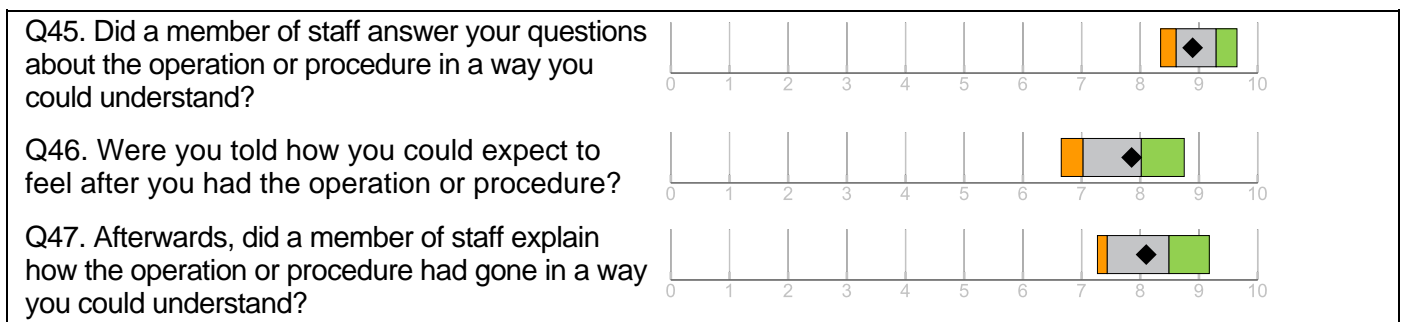 Q45. Did a member of staff answer your questions
about the operation or procedure in a way you
could understand?
0 1 2 3 4 5 6 7 8 9 10
Q46. Were you told how you could expect to
feel after you had the operation or procedure?
0 1 2 3 4 5 6 7 8 9 10
Q47. Afterwards, did a member of staff explain
how the operation or procedure had gone in a way
you could understand?
0 1 2 3 4 5 6 7 8 9 10